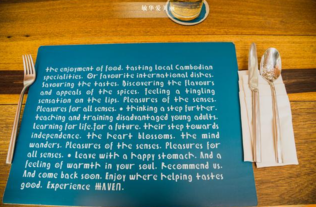 the enjoyment of food. tasting local Cambodian
specialities. Or favourite international dishes.
Savouring the tastes. Discovering the flavours
and appeals of the spices. feeling a tingling
sensation on the lips. Pleasures of the senses.
Pleasures for all senses. + thinking a step further.
teaching and training disadvantaged young adults.
learning for life.for a future. their step towards
independence. the heart blossoms. the mind
wanders. Pleasures of the senses. Pleasures for
all senses. + Leave with a happy stomach. And a
feeling of warmth in your soul. Recommend us.
And come back soon. Enjoy where helping tastes
good. Experience HAVEN.